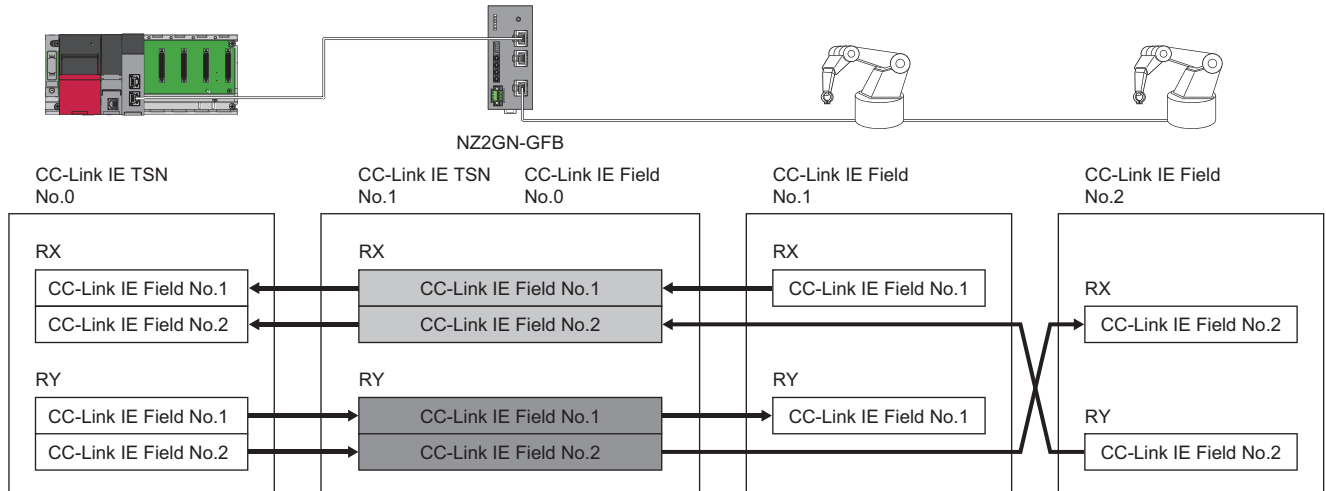 NZ2GN-GFB
CC-Link IE TSN
No.0
CC-Link IE TSN
No.1
CC-Link IE Field
No.0
CC-Link IE Field
No.1
CC-Link IE Field
No.2
RX
CC-Link IE Field No.1
CC-Link IE Field No.2
RY
CC-Link IE Field No.1
CC-Link IE Field No.2
RX
CC-Link IE Field No.1
CC-Link IE Field No.2
RY
CC-Link IE Field No.1
CC-Link IE Field No.2
RX
CC-Link IE Field No.1
RY
CC-Link IE Field No.1
RX
CC-Link IE Field No.2
RY
CC-Link IE Field No.2